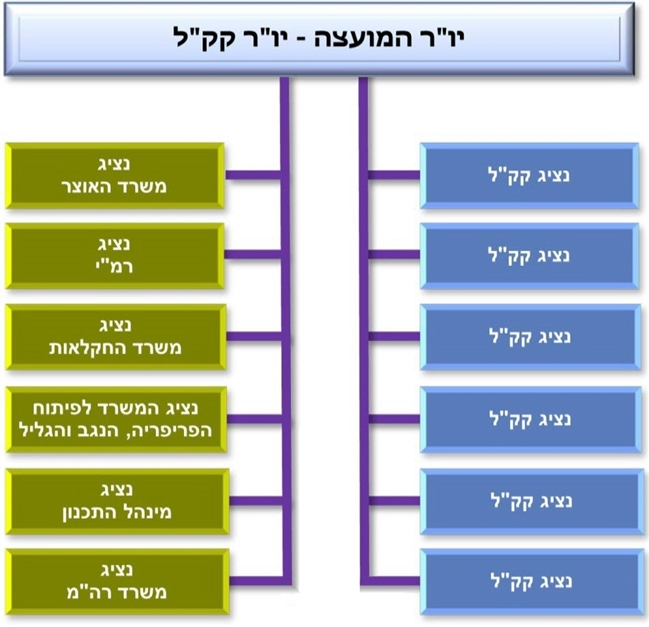 יו"ר המועצה - יו"ר קק"ל
נציג קק"ל
נציג קק"ל
נציג קק"ל
נציג קק"ל
נציג קק"ל
נציג קק"ל
נציג
משרד האוצר
נציג
רמ"י
נציג
משרד החקלאות
נציג המשרד לפיתוח
הפריפריה, הנגב והגליל
נציג
מינהל התכנון
נציג
משרד רה"מ